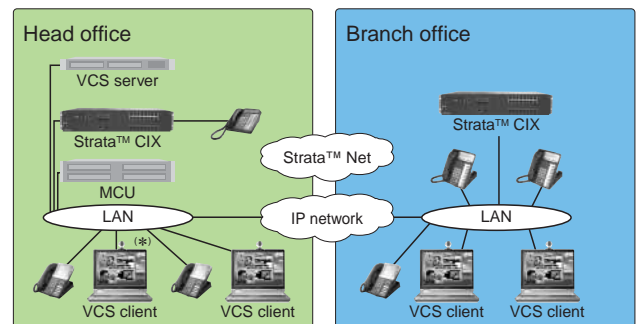 Head office
VCS server
Strata™ CIX
MCU
LAN
(*)
VCS client
VCS client
Strata™ Net
IP network
Branch office
Strata™ CIX
LAN
VCS client
VCS client